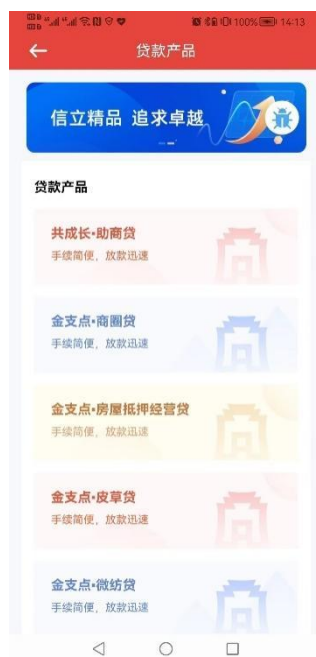 100% 14:13
贷款产品
信立精品 追求卓越
贷款产品
共成长·助商贷
手续简便，放款迅速
金支点·商圈贷
手续简便，放款迅速
金支点·房屋抵押经营贷
手续简便，放款迅速
金支点·皮草贷
手续简便，放款迅速
金支点·微纺贷
手续简便，放款迅速